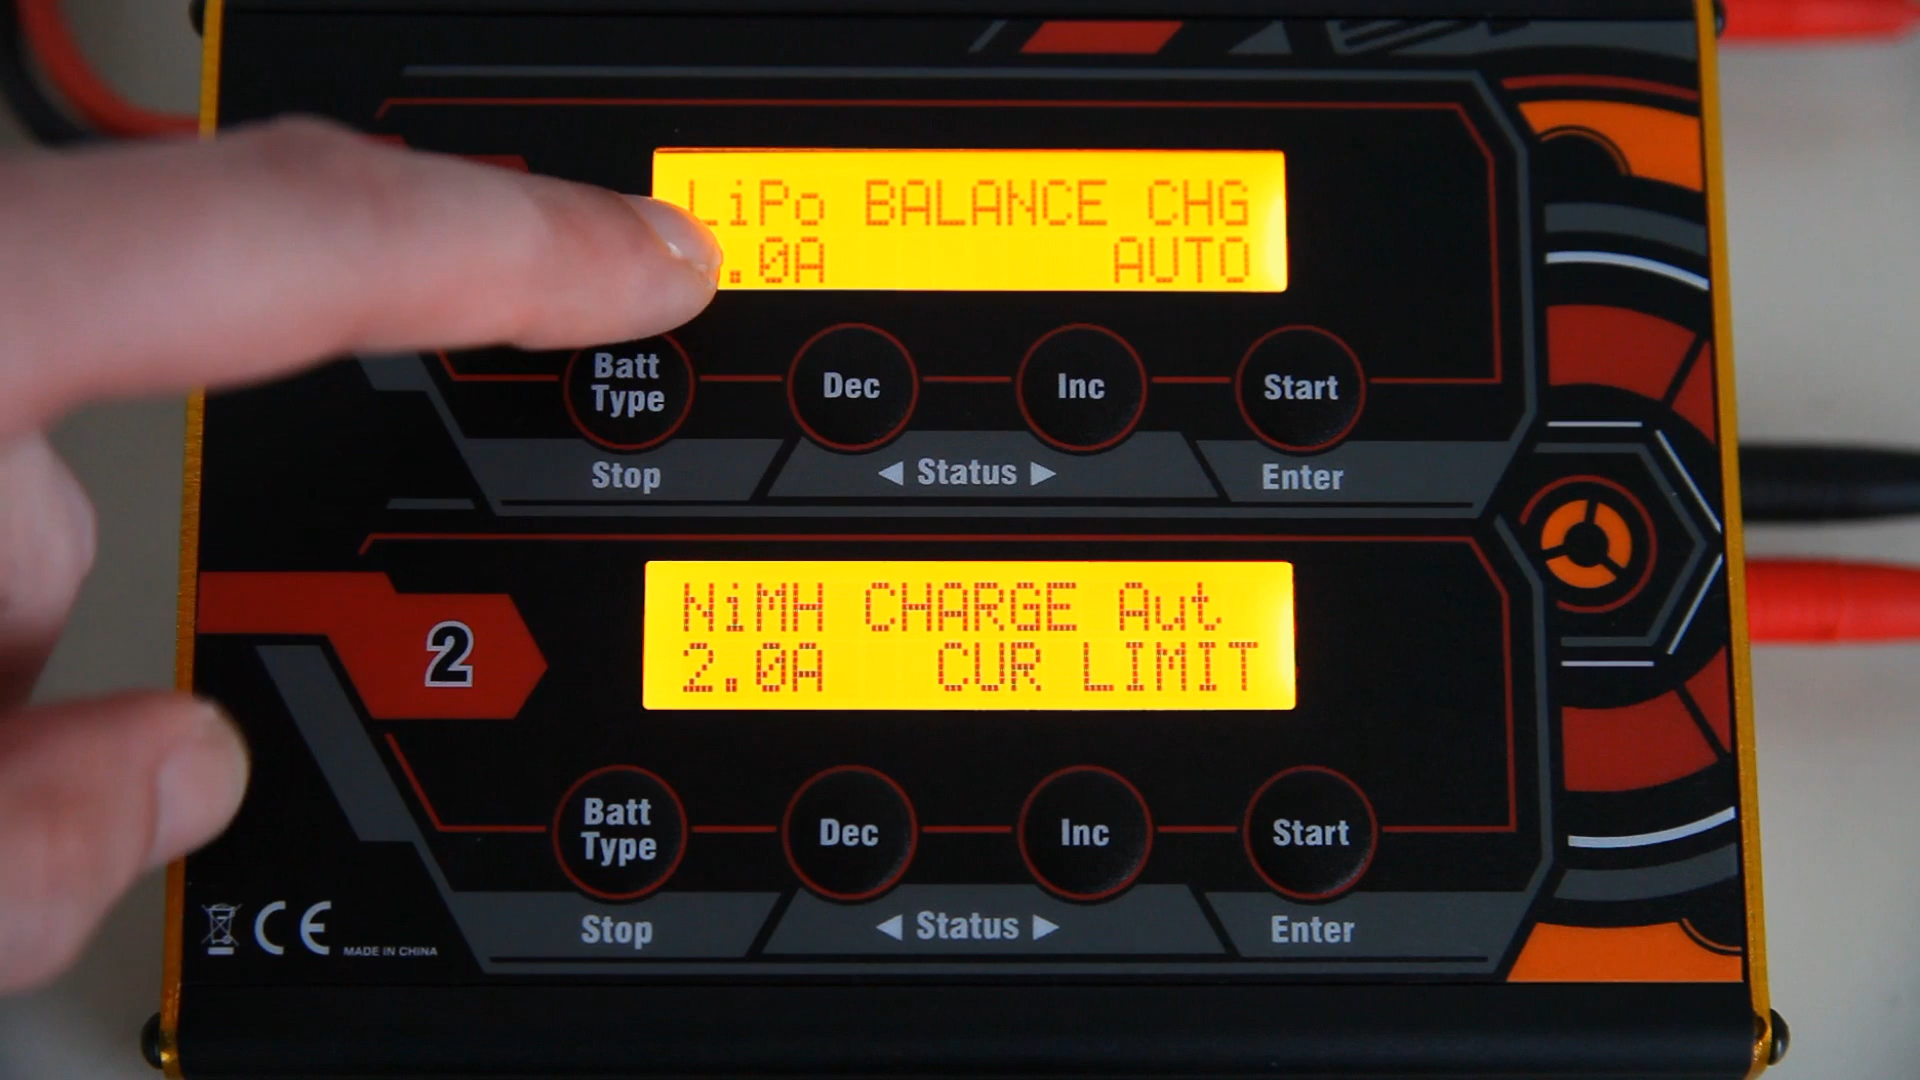 LiPo BALANCE CHG
.0A AUTO
Batt Type Dec Inc Start
Stop ◀ Status ▶ Enter
2
NiMH CHARGE Aut
2.0A CUR LIMIT
Batt Type Dec Inc Start
Stop ◀ Status ▶ Enter
CE MADE IN CHINA